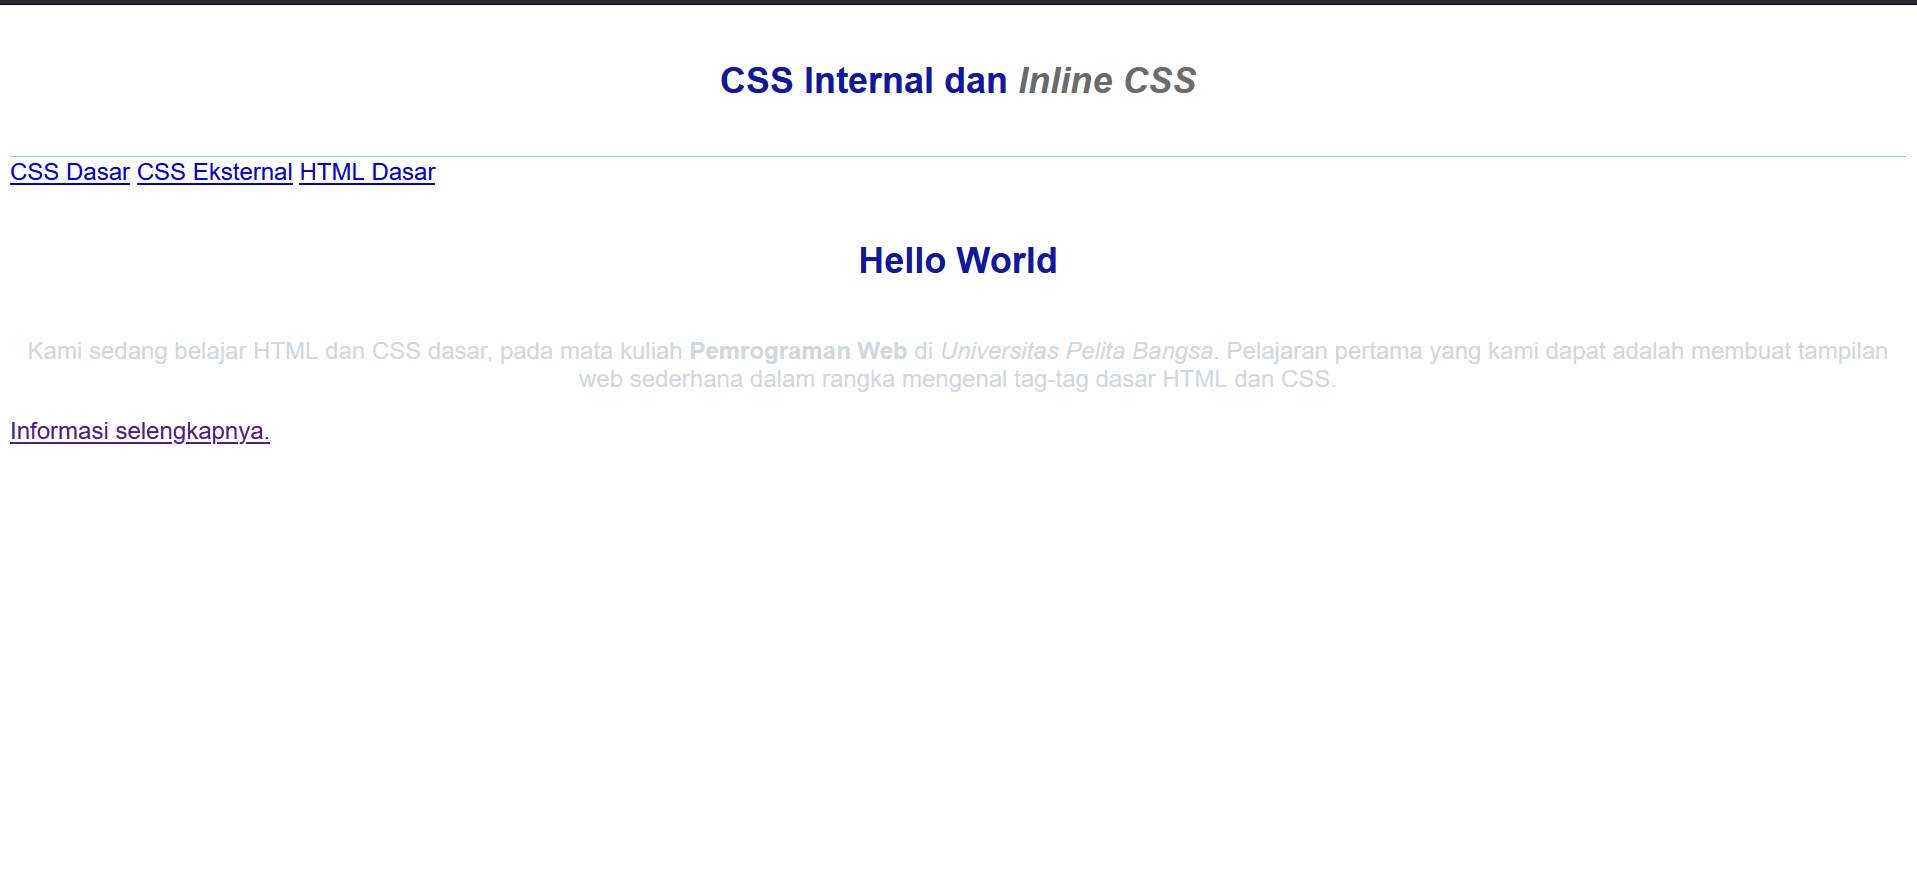 CSS Internal dan Inline CSS
CSS Dasar CSS Eksternal HTML Dasar
Hello World
Kami sedang belajar HTML dan CSS dasar, pada mata kuliah Pemrograman Web di Universitas Pelita Bangsa. Pelajaran pertama yang kami dapat adalah membuat tampilan
web sederhana dalam rangka mengenal tag-tag dasar HTML dan CSS.
Informasi selengkapnya.